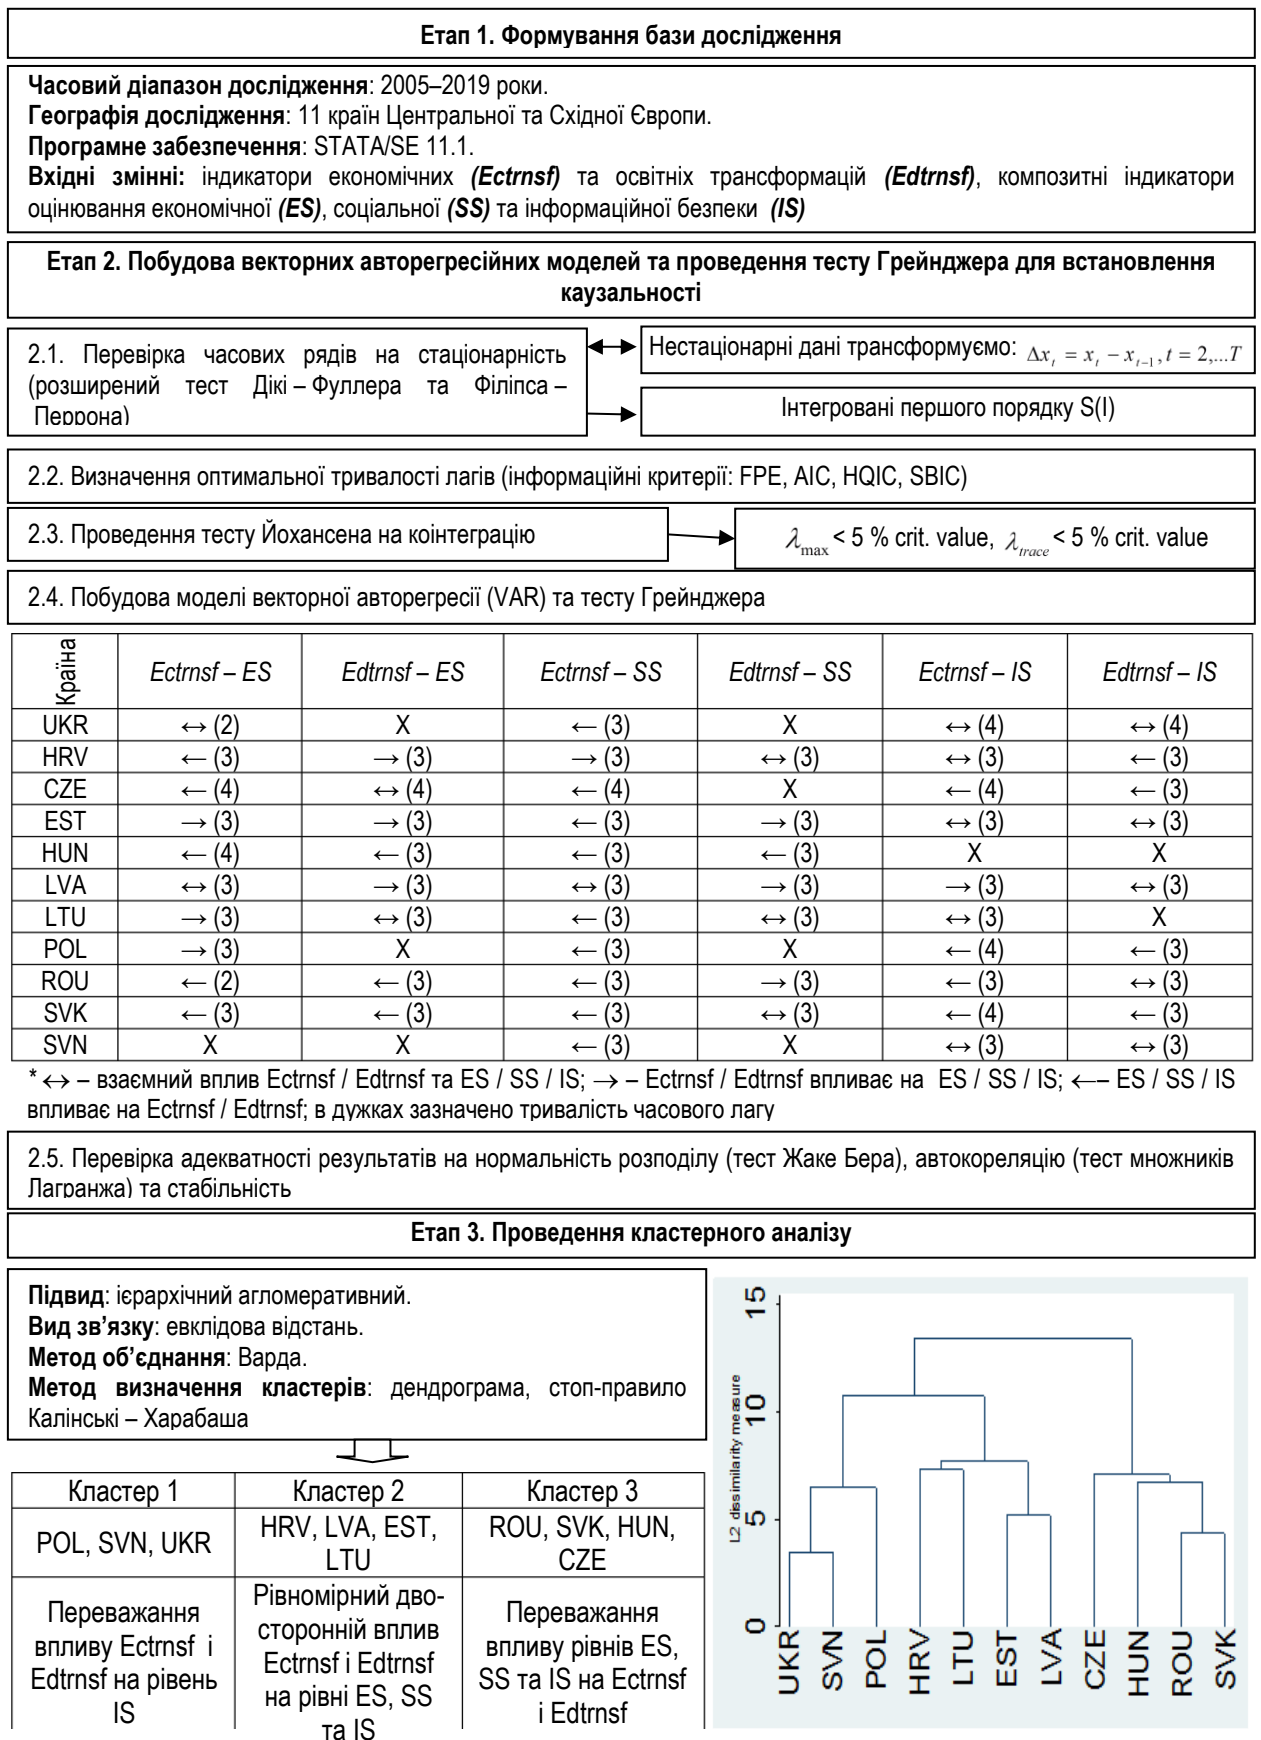 Етап 1. Формування бази дослідження
Часовий діапазон дослідження: 2005–2019 роки.
Географія дослідження: 11 країн Центральної та Східної Європи.
Програмне забезпечення: STATA/SE 11.1.
Вхідні змінні: індикатори економічних (Ectrnsf) та освітніх трансформацій (Edtrnsf), композитні індикатори
оцінювання економічної (ES), соціальної (SS) та інформаційної безпеки (IS)
Етап 2. Побудова векторних авторегресійних моделей та проведення тесту Грейнджера для встановлення
каузальності
2.1. Перевірка часових рядів на стаціонарність
(розширений тест Дікі – Фуллера та Філіпса –
Перрона)
Нестаціонарні дані трансформуємо: Δx_t = x_t − x_{t−1}, t = 2,...T
Інтегровані першого порядку S(I)
2.2. Визначення оптимальної тривалості лагів (інформаційні критерії: FPE, AIC, HQIC, SBIC)
2.3. Проведення тесту Йохансена на коінтеграцію
λ_max < 5 % crit. value, λ_trace < 5 % crit. value
2.4. Побудова моделі векторної авторегресії (VAR) та тесту Грейнджера
Країна Ectrnsf – ES Edtrnsf – ES Ectrnsf – SS Edtrnsf – SS Ectrnsf – IS Edtrnsf – IS
UKR ↔ (2) X ← (3) X ↔ (4) ↔ (4)
HRV ← (3) → (3) → (3) ↔ (3) ↔ (3) ← (3)
CZE ← (4) ↔ (4) ← (4) X ← (4) ← (3)
EST → (3) → (3) ← (3) → (3) ↔ (3) ↔ (3)
HUN ← (4) ← (3) ← (3) ← (3) X X
LVA ↔ (3) → (3) ↔ (3) → (3) → (3) ↔ (3)
LTU → (3) ↔ (3) ← (3) ↔ (3) ↔ (3) X
POL → (3) X ← (3) X ← (4) ← (3)
ROU ← (2) ← (3) ← (3) → (3) ← (3) ↔ (3)
SVK ← (3) ← (3) ← (3) ↔ (3) ← (4) ← (3)
SVN X X ← (3) X ↔ (3) ↔ (3)
* ↔ – взаємний вплив Ectrnsf / Edtrnsf та ES / SS / IS; → – Ectrnsf / Edtrnsf впливає на ES / SS / IS; ←– ES / SS / IS
впливає на Ectrnsf / Edtrnsf; в дужках зазначено тривалість часового лагу
2.5. Перевірка адекватності результатів на нормальність розподілу (тест Жаке Бера), автокореляцію (тест множників
Лагранжа) та стабільність
Етап 3. Проведення кластерного аналізу
Підвид: ієрархічний агломеративний.
Вид зв’язку: евклідова відстань.
Метод об’єднання: Варда.
Метод визначення кластерів: дендрограма, стоп-правило
Калінські – Харабаша
Кластер 1 Кластер 2 Кластер 3
POL, SVN, UKR
HRV, LVA, EST,
LTU
ROU, SVK, HUN,
CZE
Переважання
впливу Ectrnsf і
Edtrnsf на рівень
IS
Рівномірний дво-
сторонній вплив
Ectrnsf і Edtrnsf
на рівні ES, SS
та IS
Переважання
впливу рівнів ES,
SS та IS на Ectrnsf
і Edtrnsf
L2 dissimilarity measure
15
10
5
0
UKR SVN POL HRV LTU EST LVA CZE HUN ROU SVK